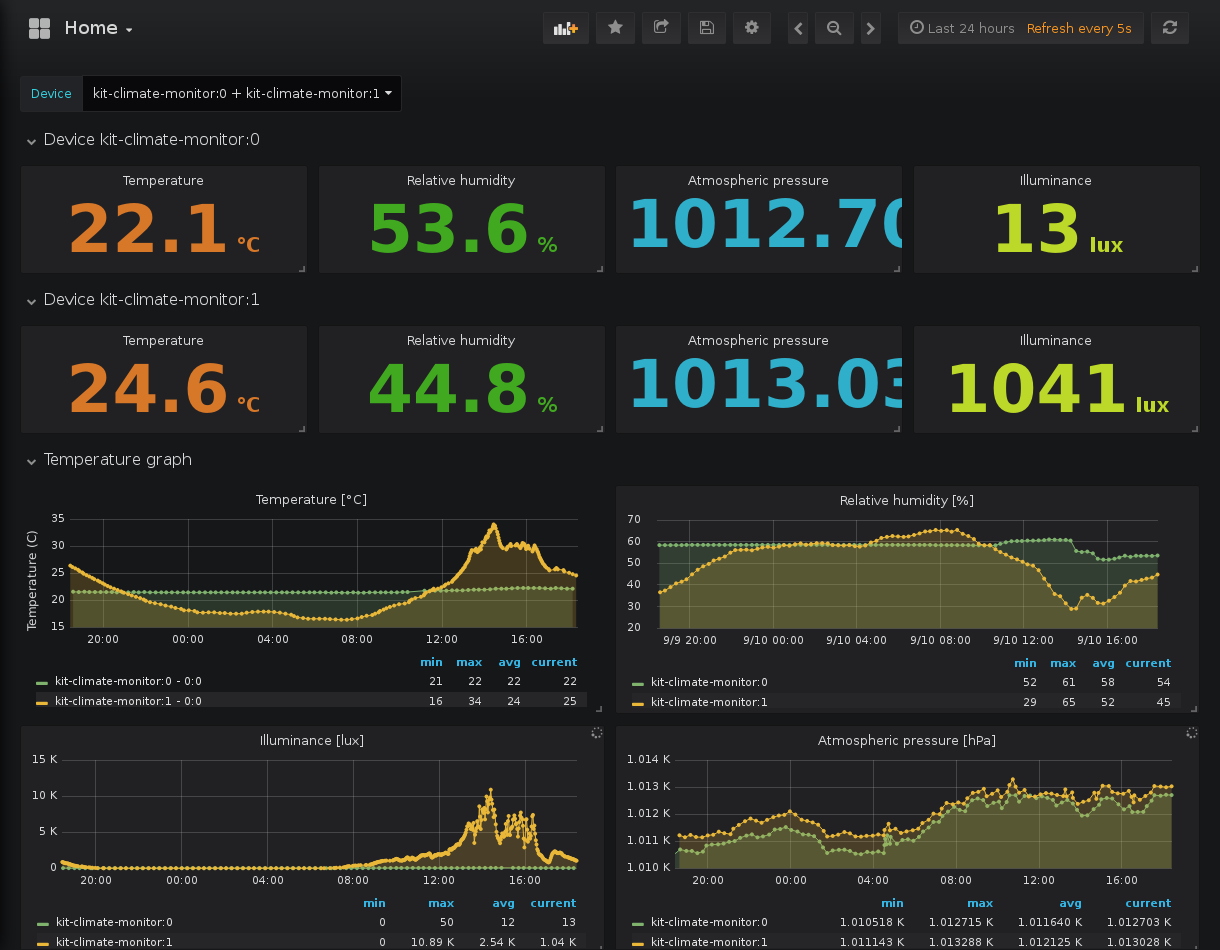 Home
Last 24 hours Refresh every 5s
Device kit-climate-monitor:0 + kit-climate-monitor:1
Device kit-climate-monitor:0
Temperature Relative humidity Atmospheric pressure Illuminance
22.1 °C 53.6 % 1012.70 13 lux
Device kit-climate-monitor:1
Temperature Relative humidity Atmospheric pressure Illuminance
24.6 °C 44.8 % 1013.03 1041 lux
Temperature graph
Temperature [°C]
Temperature (C)
35
30
25
20
15
20:00 00:00 04:00 08:00 12:00 16:00
min max avg current
kit-climate-monitor:0 - 0:0 21 22 22 22
kit-climate-monitor:1 - 0:0 16 34 24 25
Relative humidity [%]
70
60
50
40
30
20
9/9 20:00 9/10 00:00 9/10 04:00 9/10 08:00 9/10 12:00 9/10 16:00
min max avg current
kit-climate-monitor:0 52 61 58 54
kit-climate-monitor:1 29 65 52 45
Illuminance [lux]
15 K
10 K
5 K
0
20:00 00:00 04:00 08:00 12:00 16:00
min max avg current
kit-climate-monitor:0 0 50 12 13
kit-climate-monitor:1 0 10.89 K 2.54 K 1.04 K
Atmospheric pressure [hPa]
1.014 K
1.013 K
1.012 K
1.011 K
1.010 K
20:00 00:00 04:00 08:00 12:00 16:00
min max avg current
kit-climate-monitor:0 1.010518 K 1.012715 K 1.011640 K 1.012703 K
kit-climate-monitor:1 1.011143 K 1.013288 K 1.012125 K 1.013028 K